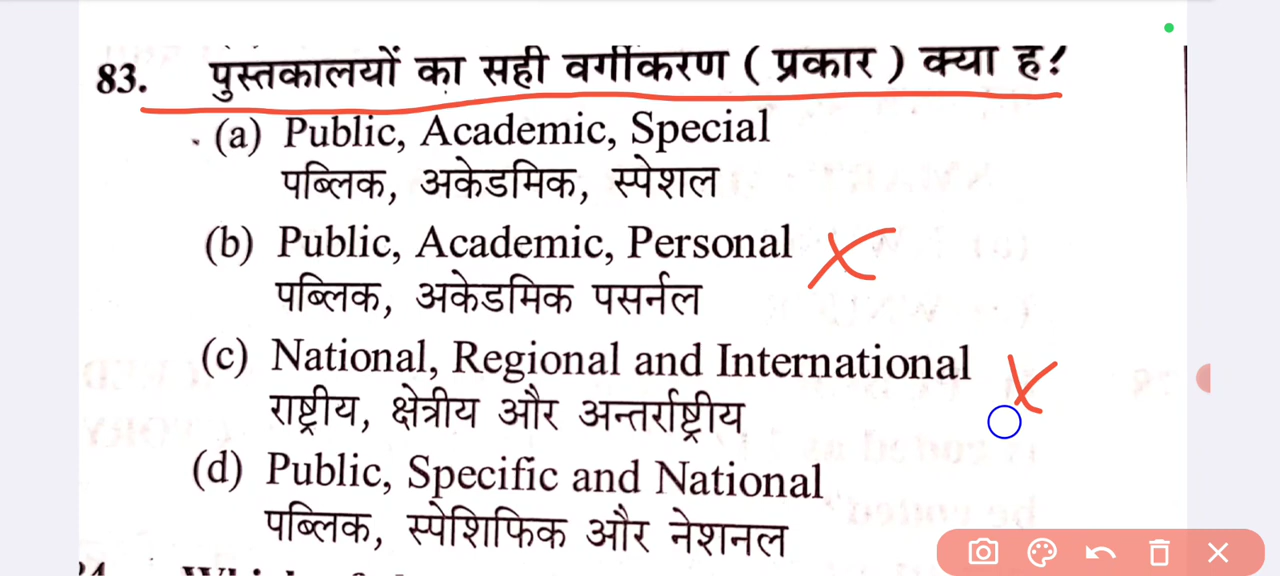 83. पुस्तकालयों का सही वर्गीकरण ( प्रकार ) क्या ह?
(a) Public, Academic, Special
पब्लिक, अकेडमिक, स्पेशल
(b) Public, Academic, Personal
पब्लिक, अकेडमिक पसर्नल
(c) National, Regional and International
राष्ट्रीय, क्षेत्रीय और अन्तर्राष्ट्रीय
(d) Public, Specific and National
पब्लिक, स्पेशिफिक और नेशनल